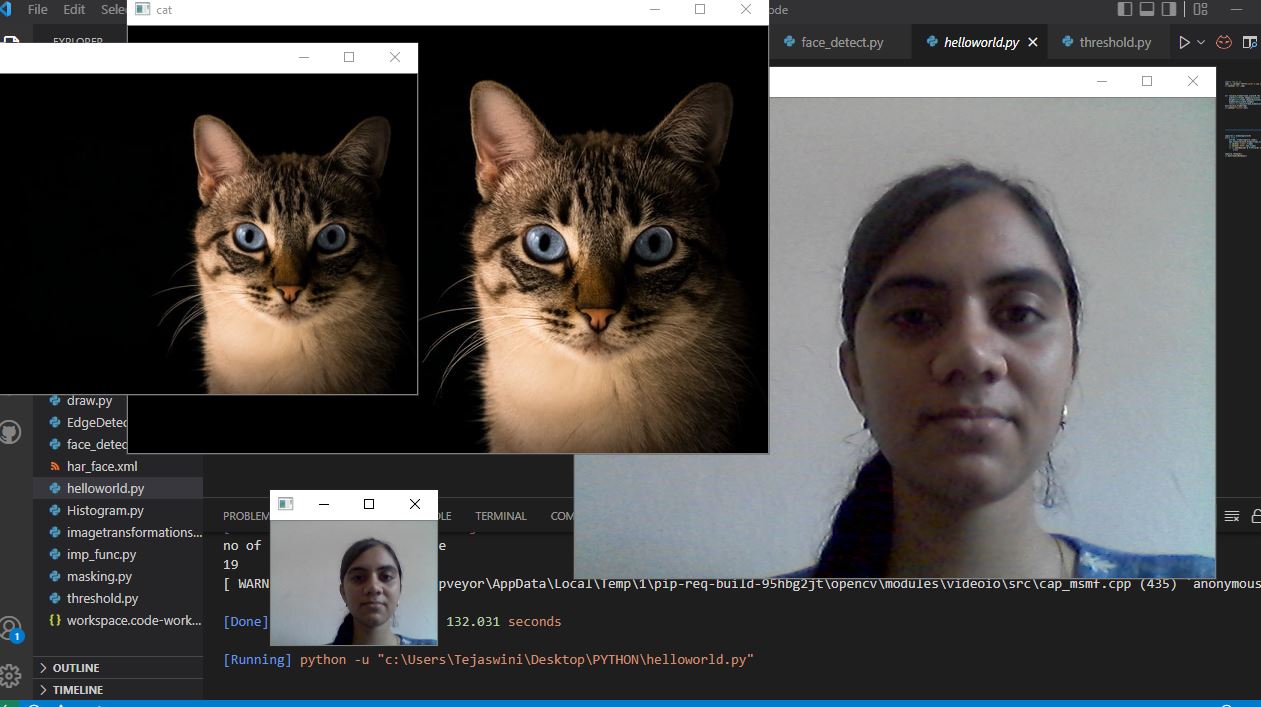 File Edit Sele
cat
ode
EXPLORER
face_detect.py
helloworld.py
threshold.py
draw.py
EdgeDetec
face_detec
har_face.xml
helloworld.py
Histogram.py
imagetransformations...
imp_func.py
masking.py
threshold.py
{} workspace.code-work...
1
OUTLINE
TIMELINE
PROBLEM
OLE
TERMINAL
COM
no of
e
19
[ WARN
pveyor\AppData\Local\Temp\1\pip-req-build-95hbg2jt\opencv\modules\videoio\src\cap_msmf.cpp (435) anonymous
[Done]
132.031 seconds
[Running] python -u "c:\Users\Tejaswini\Desktop\PYTHON\helloworld.py"